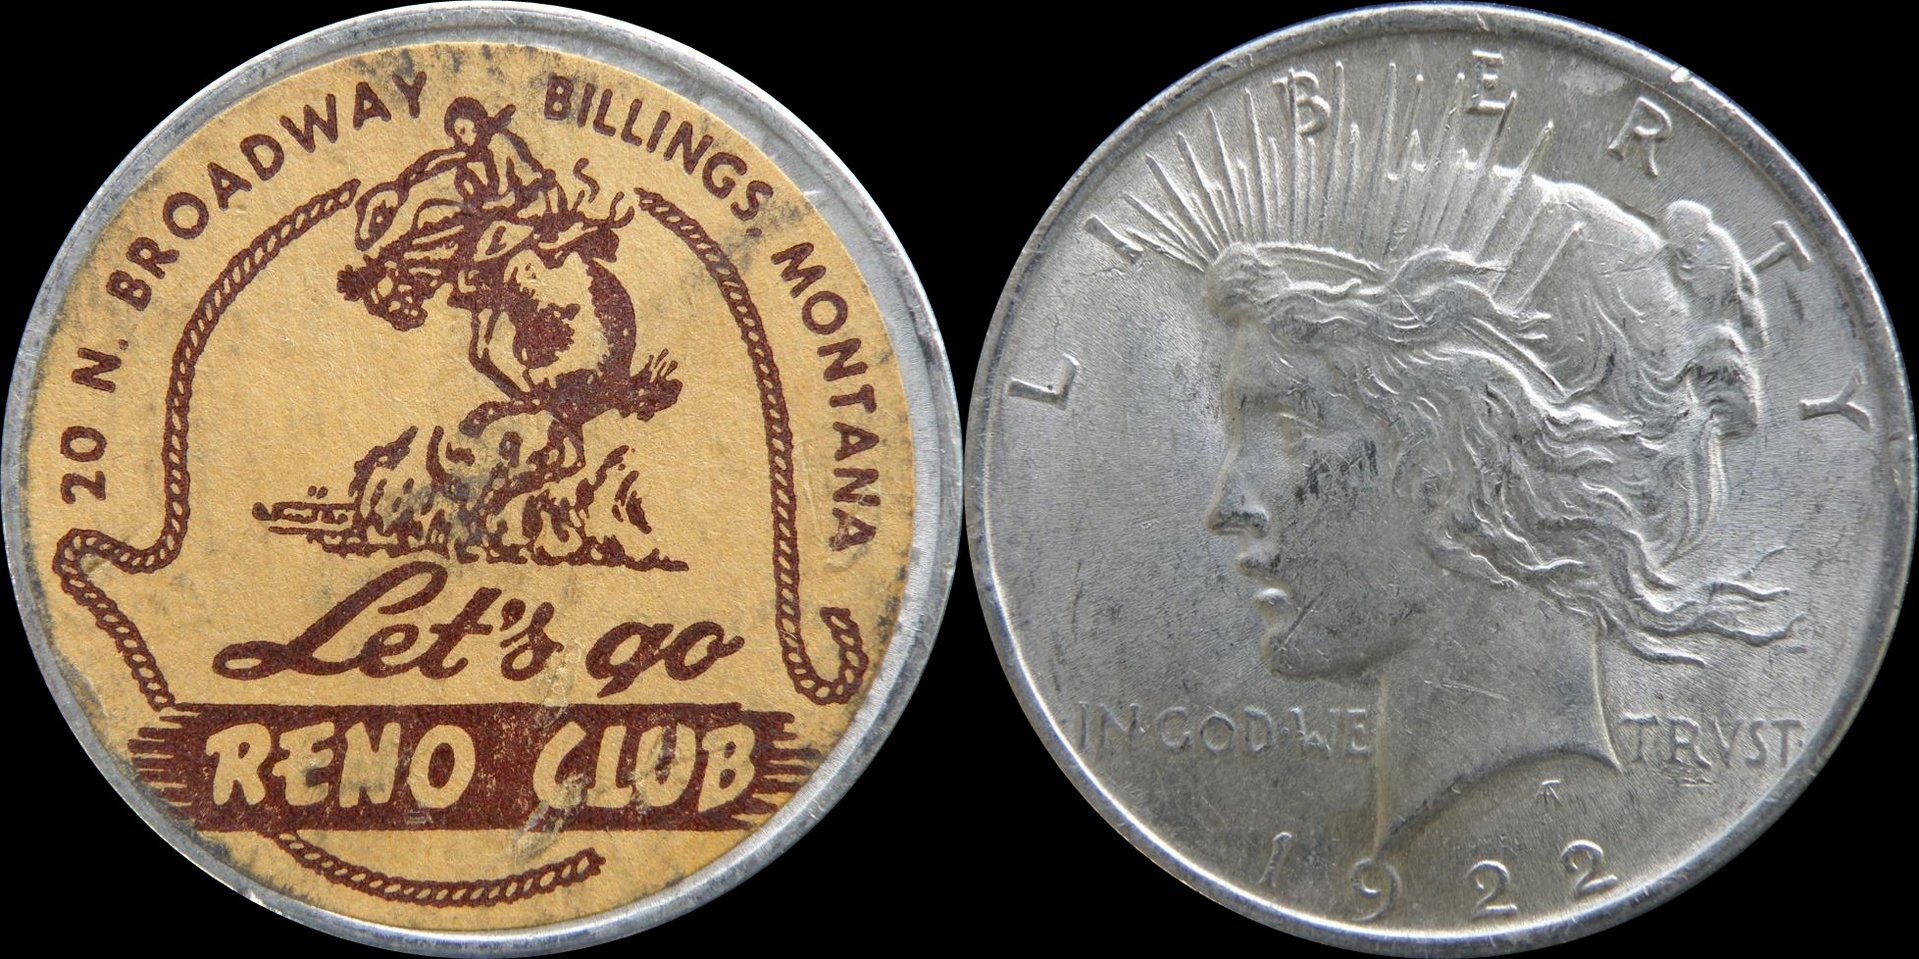 20 N. BROADWAY BILLINGS, MONTANA
Let's go
RENO CLUB
LIBERTY
IN·GOD·WE TRVST·
1922